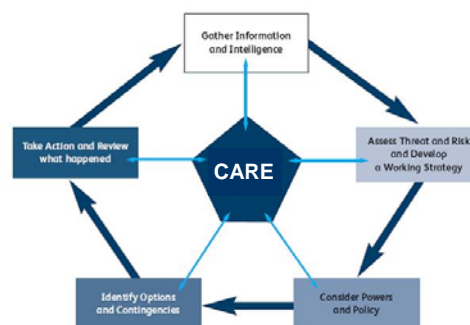 Gather Information
and Intelligence
Take Action and Review
what happened
CARE
Assess Threat and Risk
and Develop
a Working Strategy
Identify Options
and Contingencies
Consider Powers
and Policy